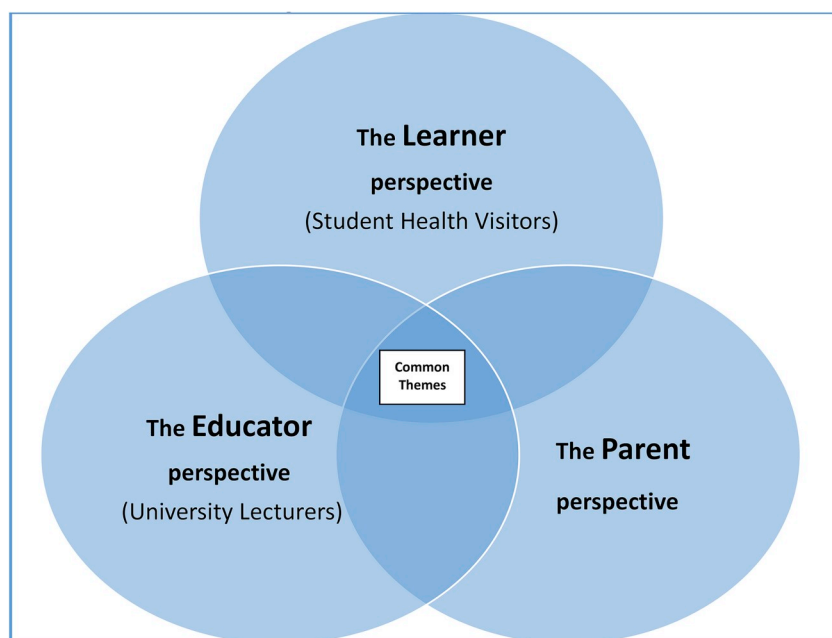 The Learner
perspective
(Student Health Visitors)
Common
Themes
The Educator
perspective
(University Lecturers)
The Parent
perspective